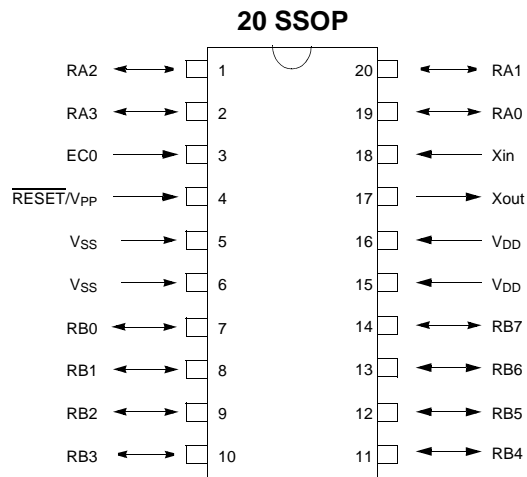 20 SSOP
RA2 1 20 RA1
RA3 2 19 RA0
EC0 3 18 Xin
RESET/VPP 4 17 Xout
VSS 5 16 VDD
VSS 6 15 VDD
RB0 7 14 RB7
RB1 8 13 RB6
RB2 9 12 RB5
RB3 10 11 RB4